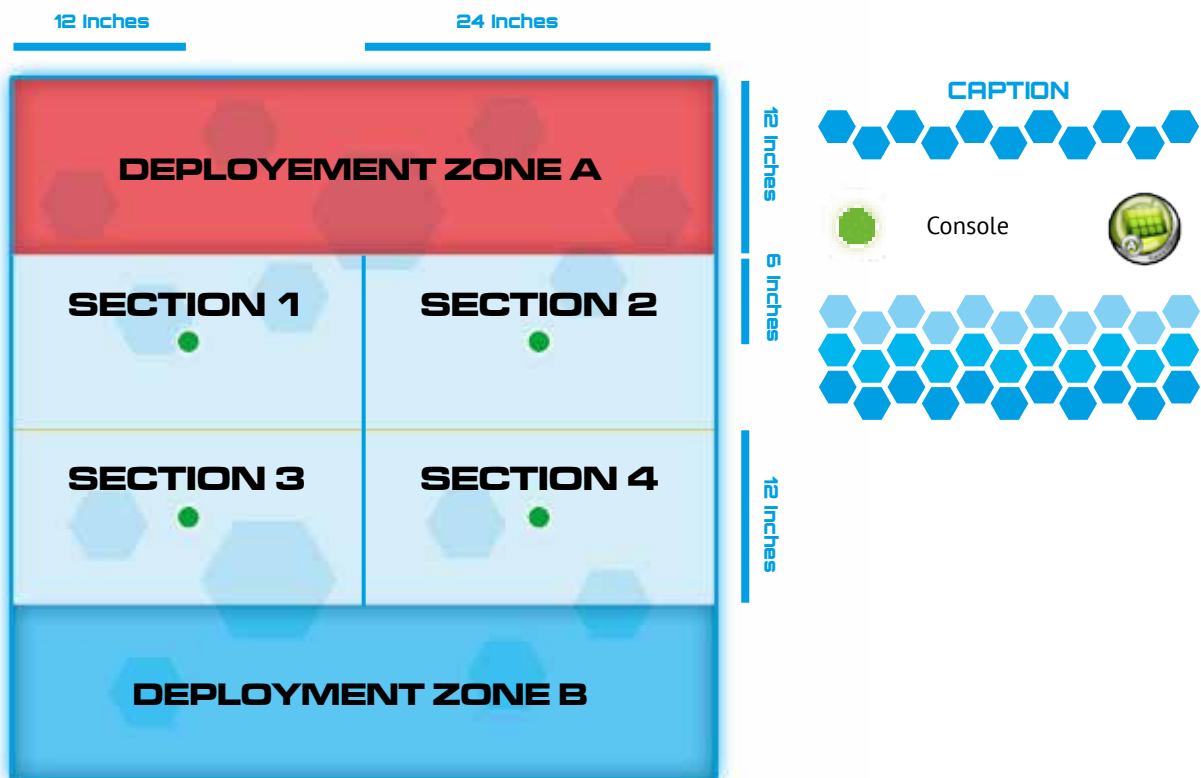 12 Inches
24 Inches
DEPLOYEMENT ZONE A
12 Inches
CAPTION
Console
6 Inches
SECTION 1
SECTION 2
SECTION 3
SECTION 4
12 Inches
DEPLOYMENT ZONE B